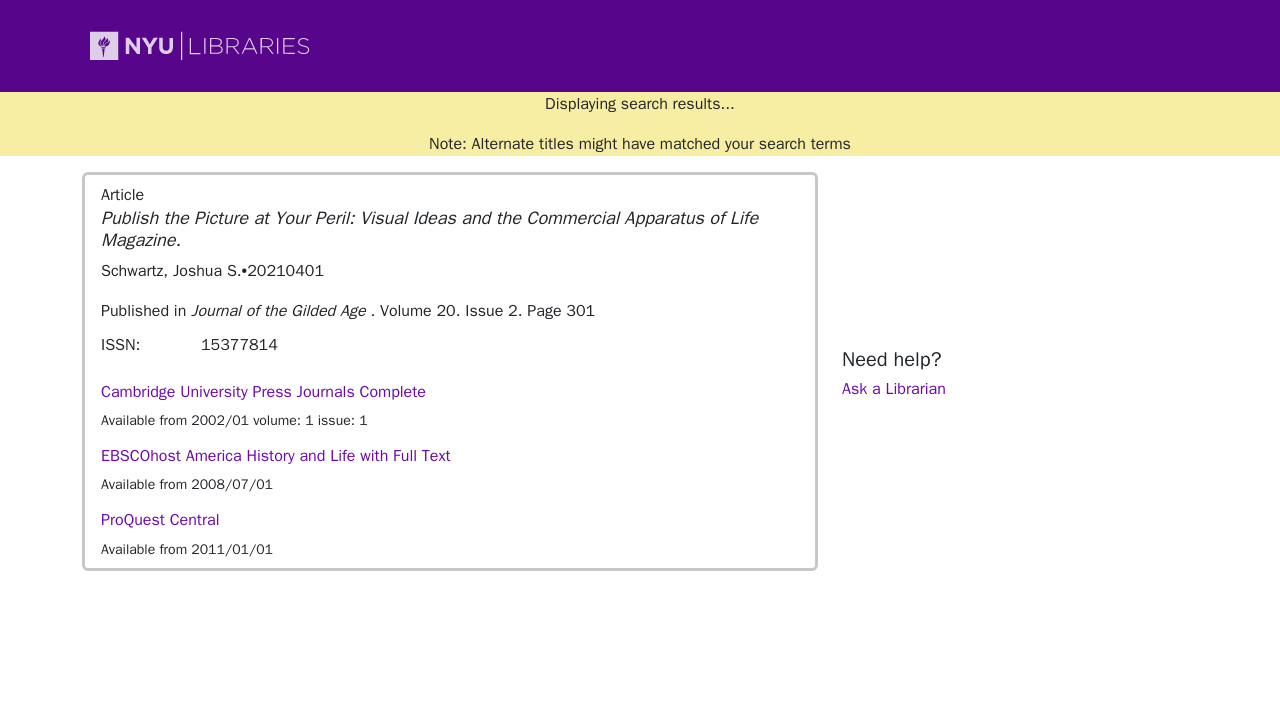 NYU LIBRARIES
Displaying search results...
Note: Alternate titles might have matched your search terms
Article
Publish the Picture at Your Peril: Visual Ideas and the Commercial Apparatus of Life
Magazine.
Schwartz, Joshua S.•20210401
Published in Journal of the Gilded Age . Volume 20. Issue 2. Page 301
ISSN: 15377814
Cambridge University Press Journals Complete
Available from 2002/01 volume: 1 issue: 1
EBSCOhost America History and Life with Full Text
Available from 2008/07/01
ProQuest Central
Available from 2011/01/01
Need help?
Ask a Librarian